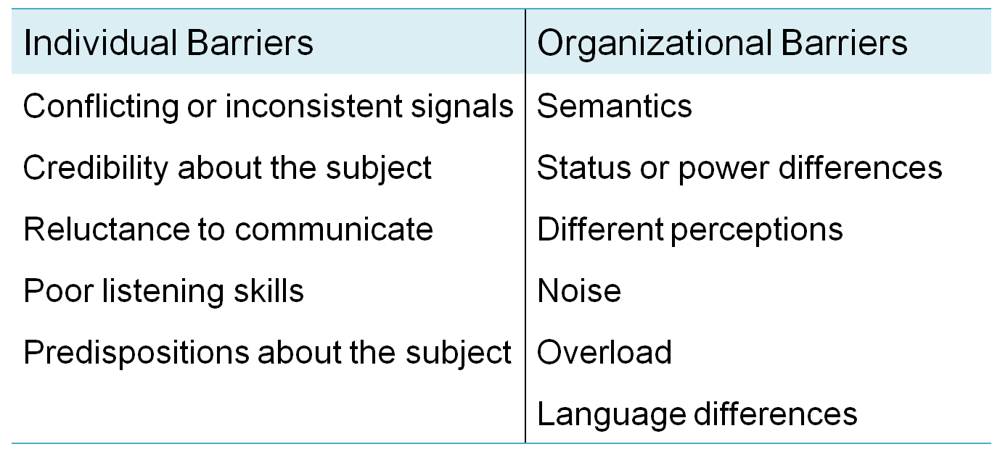 Individual Barriers
Organizational Barriers
Conflicting or inconsistent signals
Semantics
Credibility about the subject
Status or power differences
Reluctance to communicate
Different perceptions
Poor listening skills
Noise
Predispositions about the subject
Overload
Language differences